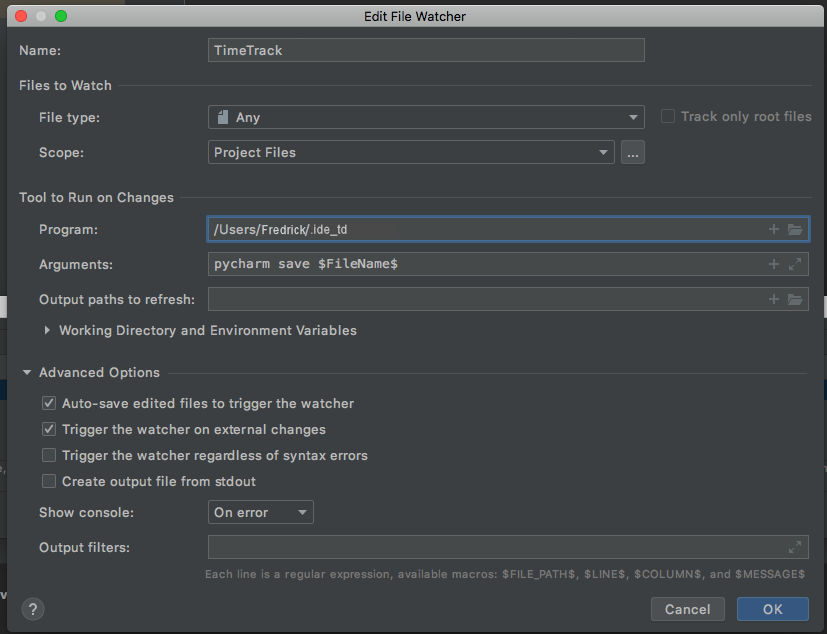 Edit File Watcher
Name: TimeTrack
Files to Watch
File type: Any Track only root files
Scope: Project Files ...
Tool to Run on Changes
Program: /Users/Fredrick/.ide_td
Arguments: pycharm save $FileName$
Output paths to refresh:
Working Directory and Environment Variables
Advanced Options
Auto-save edited files to trigger the watcher
Trigger the watcher on external changes
Trigger the watcher regardless of syntax errors
Create output file from stdout
Show console: On error
Output filters:
Each line is a regular expression, available macros: $FILE_PATH$, $LINE$, $COLUMN$, and $MESSAGE$
? Cancel OK